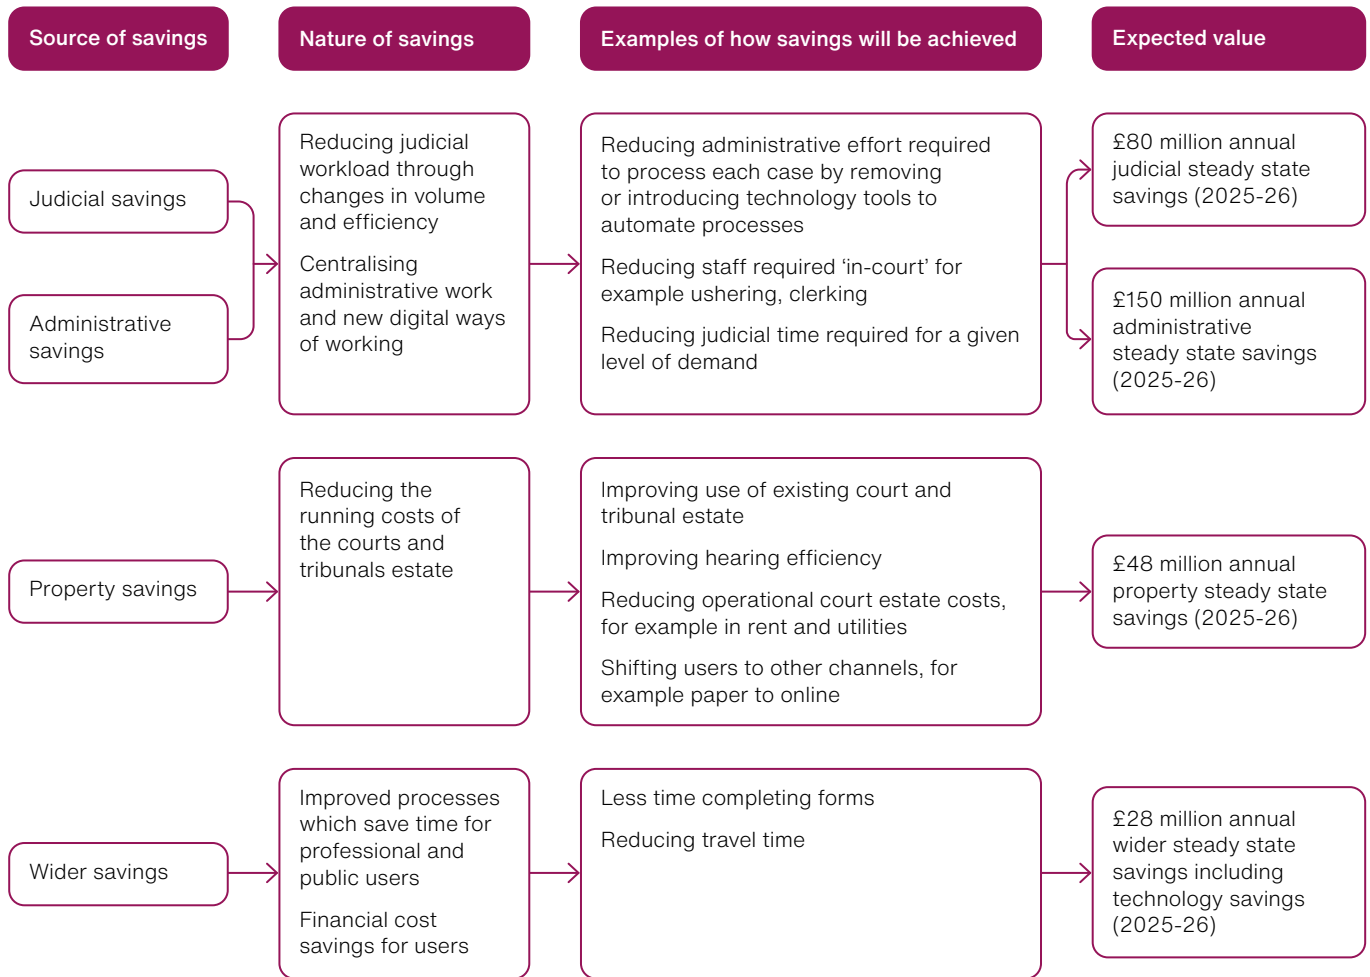 Source of savings
Nature of savings
Examples of how savings will be achieved
Expected value
Judicial savings
Administrative
savings
Reducing judicial
workload through
changes in volume
and efficiency
Centralising
administrative work
and new digital ways
of working
Reducing administrative effort required
to process each case by removing
or introducing technology tools to
automate processes
Reducing staff required ‘in-court’ for
example ushering, clerking
Reducing judicial time required for a given
level of demand
£80 million annual
judicial steady state
savings (2025-26)
£150 million annual
administrative
steady state savings
(2025-26)
Property savings
Reducing the
running costs of
the courts and
tribunals estate
Improving use of existing court and
tribunal estate
Improving hearing efficiency
Reducing operational court estate costs,
for example in rent and utilities
Shifting users to other channels, for
example paper to online
£48 million annual
property steady state
savings (2025-26)
Wider savings
Improved processes
which save time for
professional and
public users
Financial cost
savings for users
Less time completing forms
Reducing travel time
£28 million annual
wider steady state
savings including
technology savings
(2025-26)